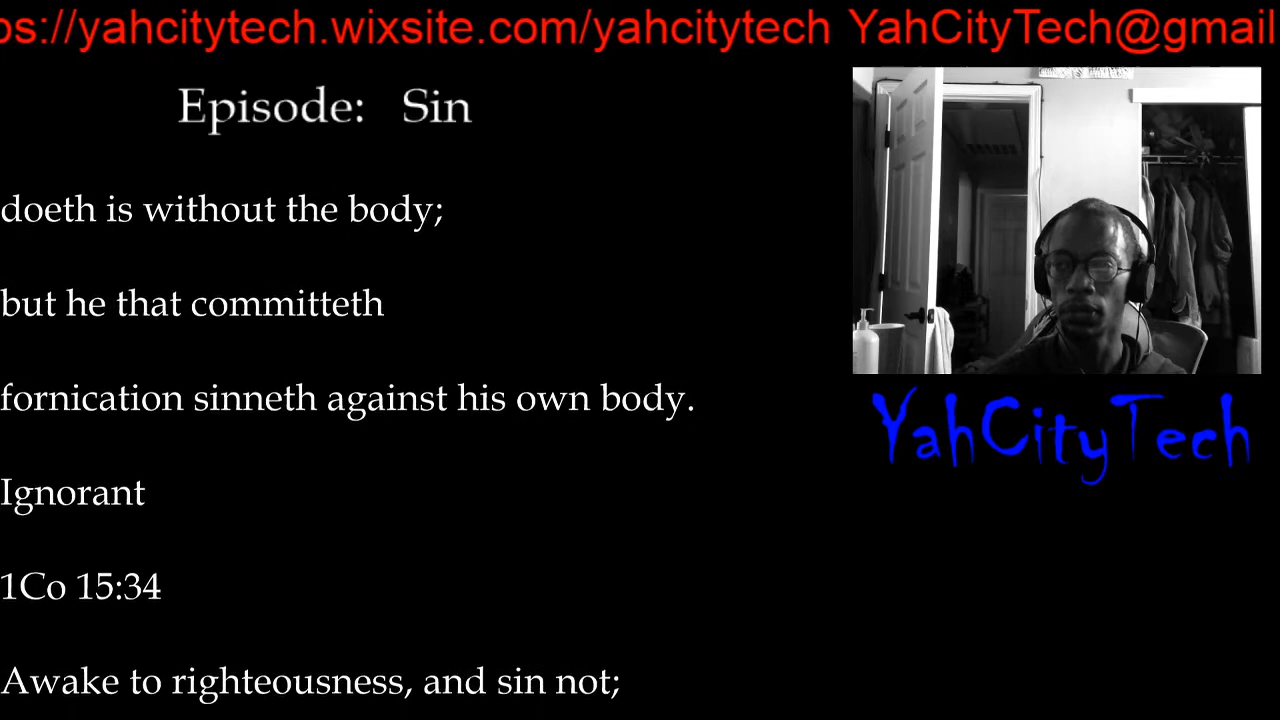 ps://yahcitytech.wixsite.com/yahcitytech YahCityTech@gmail
Episode: Sin
doeth is without the body;
but he that committeth
fornication sinneth against his own body.
Ignorant
1Co 15:34
Awake to righteousness, and sin not;
YahCityTech